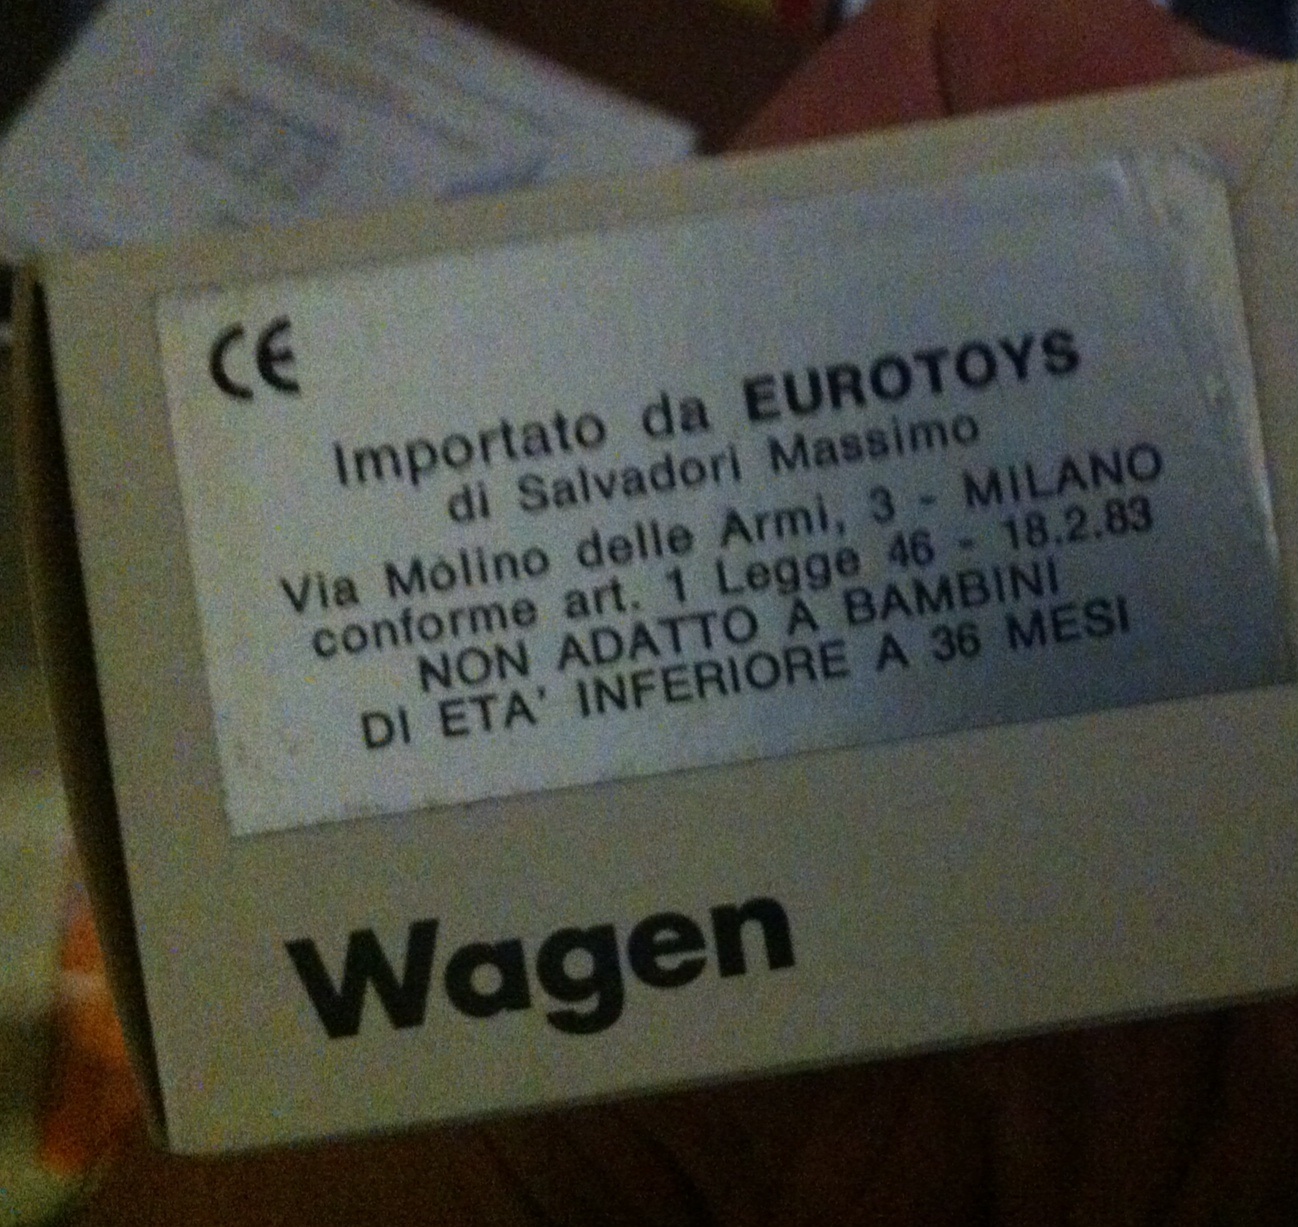 CE
Importato da EUROTOYS
di Salvadori Massimo
Via Molino delle Armi, 3 - MILANO
conforme art. 1 Legge 46 - 18.2.83
NON ADATTO A BAMBINI
DI ETA' INFERIORE A 36 MESI
Wagen